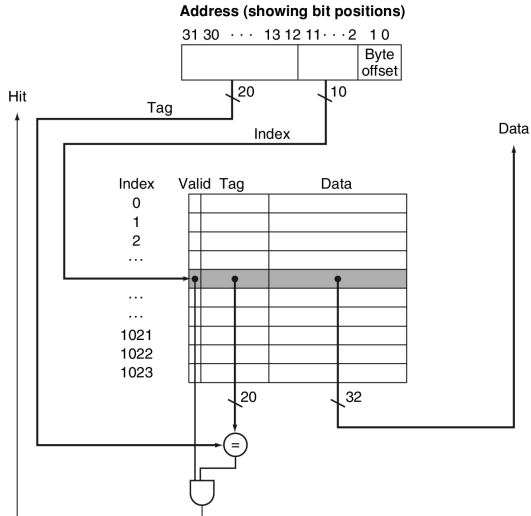 Address (showing bit positions)
31 30 · · · 13 12 11 · · · 2 1 0
Byte
offset
20
10
Hit
Tag
Data
Index
Index Valid Tag Data
0
1
2
...
...
...
1021
1022
1023
20
32
=